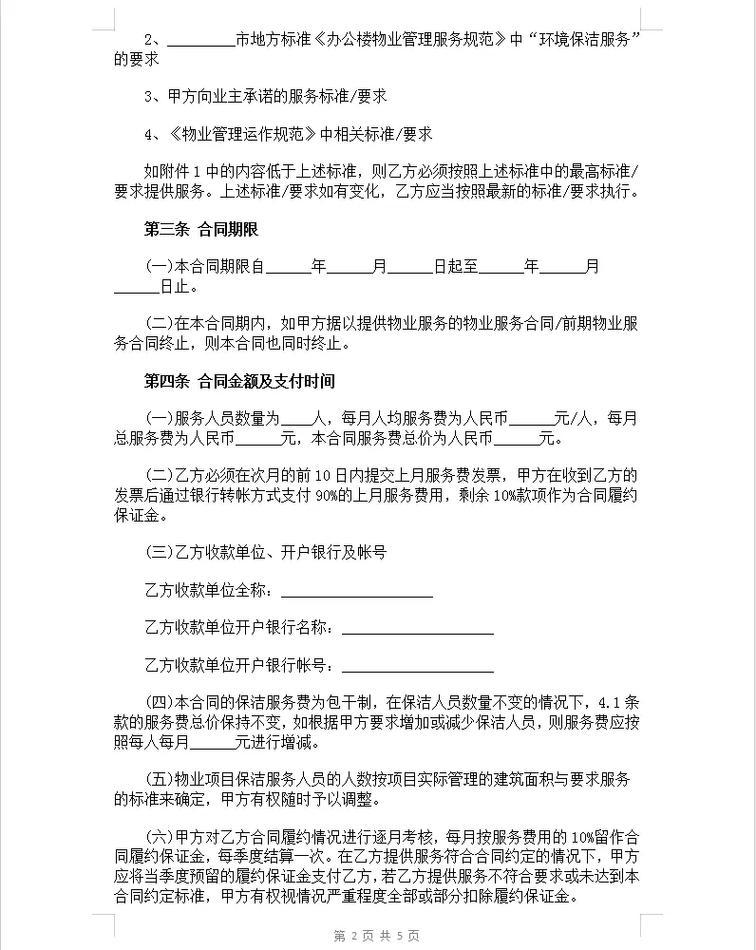 2、_________市地方标准《办公楼物业管理服务规范》中“环境保洁服务”
的要求
3、甲方向业主承诺的服务标准/要求
4、《物业管理运作规范》中相关标准/要求
如附件1中的内容低于上述标准，则乙方必须按照上述标准中的最高标准/
要求提供服务。上述标准/要求如有变化，乙方应当按照最新的标准/要求执行。
第三条 合同期限
(一)本合同期限自______年______月______日起至______年______月
______日止。
(二)在本合同期内，如甲方据以提供物业服务的物业服务合同/前期物业服
务合同终止，则本合同也同时终止。
第四条 合同金额及支付时间
(一)服务人员数量为____人，每月人均服务费为人民币______元/人，每月
总服务费为人民币______元，本合同服务费总价为人民币______元。
(二)乙方必须在次月的前10日内提交上月服务费发票，甲方在收到乙方的
发票后通过银行转帐方式支付90%的上月服务费用，剩余10%款项作为合同履约
保证金。
(三)乙方收款单位、开户银行及帐号
乙方收款单位全称：____________________
乙方收款单位开户银行名称：____________________
乙方收款单位开户银行帐号：____________________
(四)本合同的保洁服务费为包干制，在保洁人员数量不变的情况下，4.1条
款的服务费总价保持不变，如根据甲方要求增加或减少保洁人员，则服务费应按
照每人每月______元进行增减。
(五)物业项目保洁服务人员的人数按项目实际管理的建筑面积与要求服务
的标准来确定，甲方有权随时予以调整。
(六)甲方对乙方合同履约情况进行逐月考核，每月按服务费用的10%留作合
同履约保证金，每季度结算一次。在乙方提供服务符合合同约定的情况下，甲方
应将当季度预留的履约保证金支付乙方，若乙方提供服务不符合要求或未达到本
合同约定标准，甲方有权视情况严重程度全部或部分扣除履约保证金。
第 2 页 共 5 页